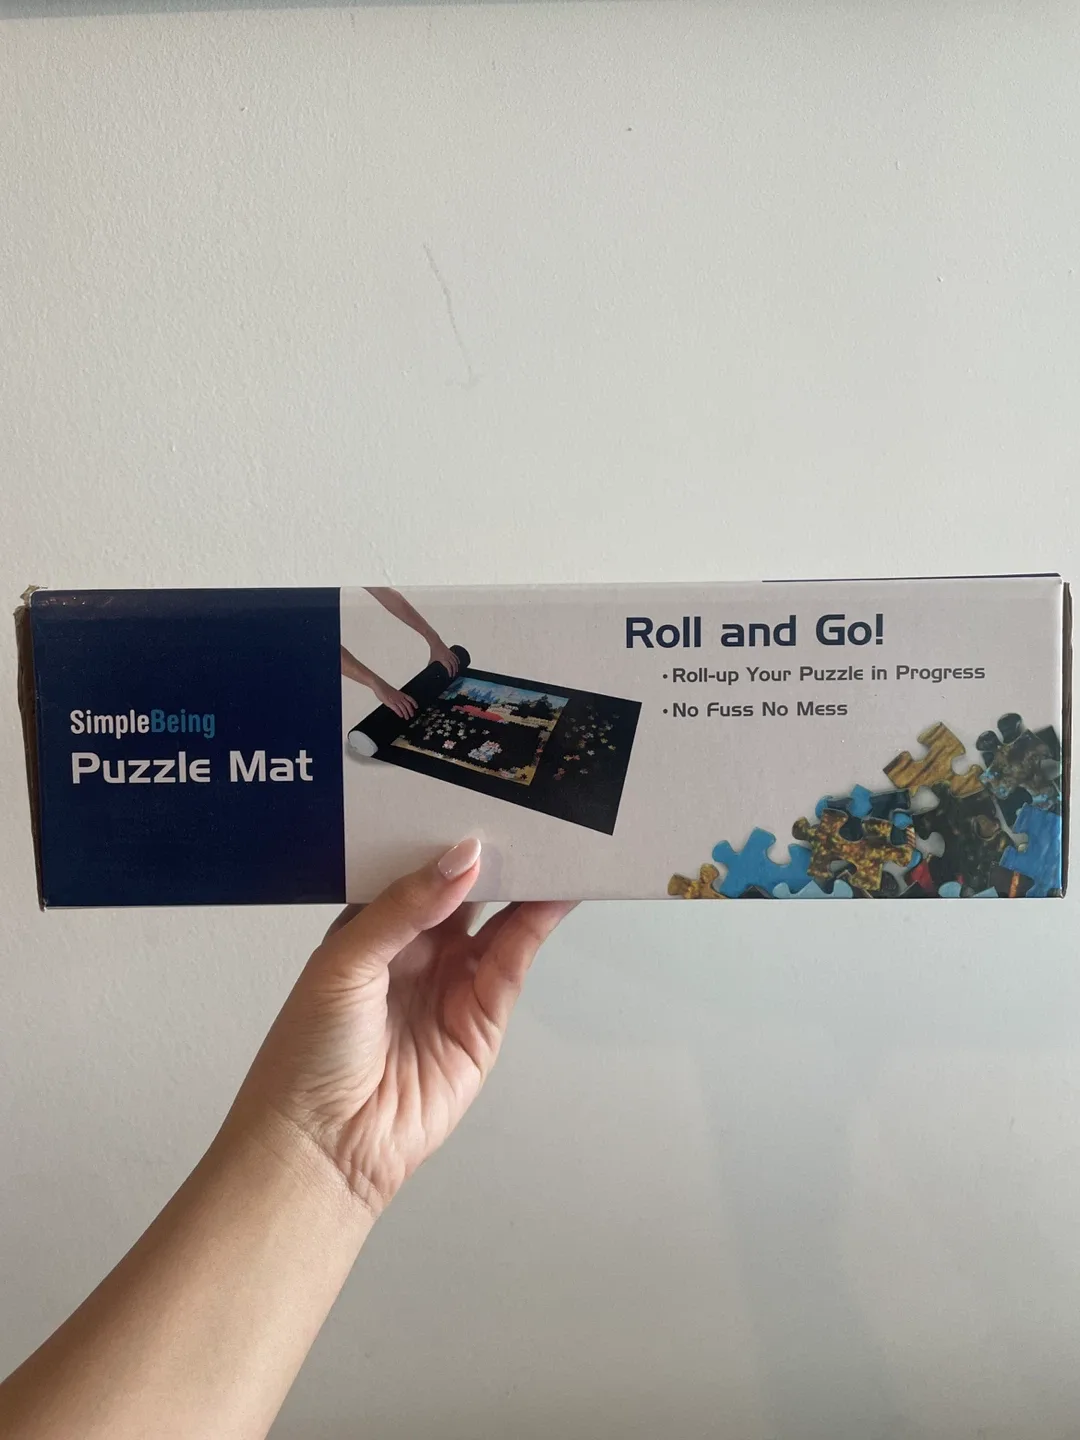 SimpleBeing
Puzzle Mat
Roll and Go!
• Roll-up Your Puzzle in Progress
• No Fuss No Mess